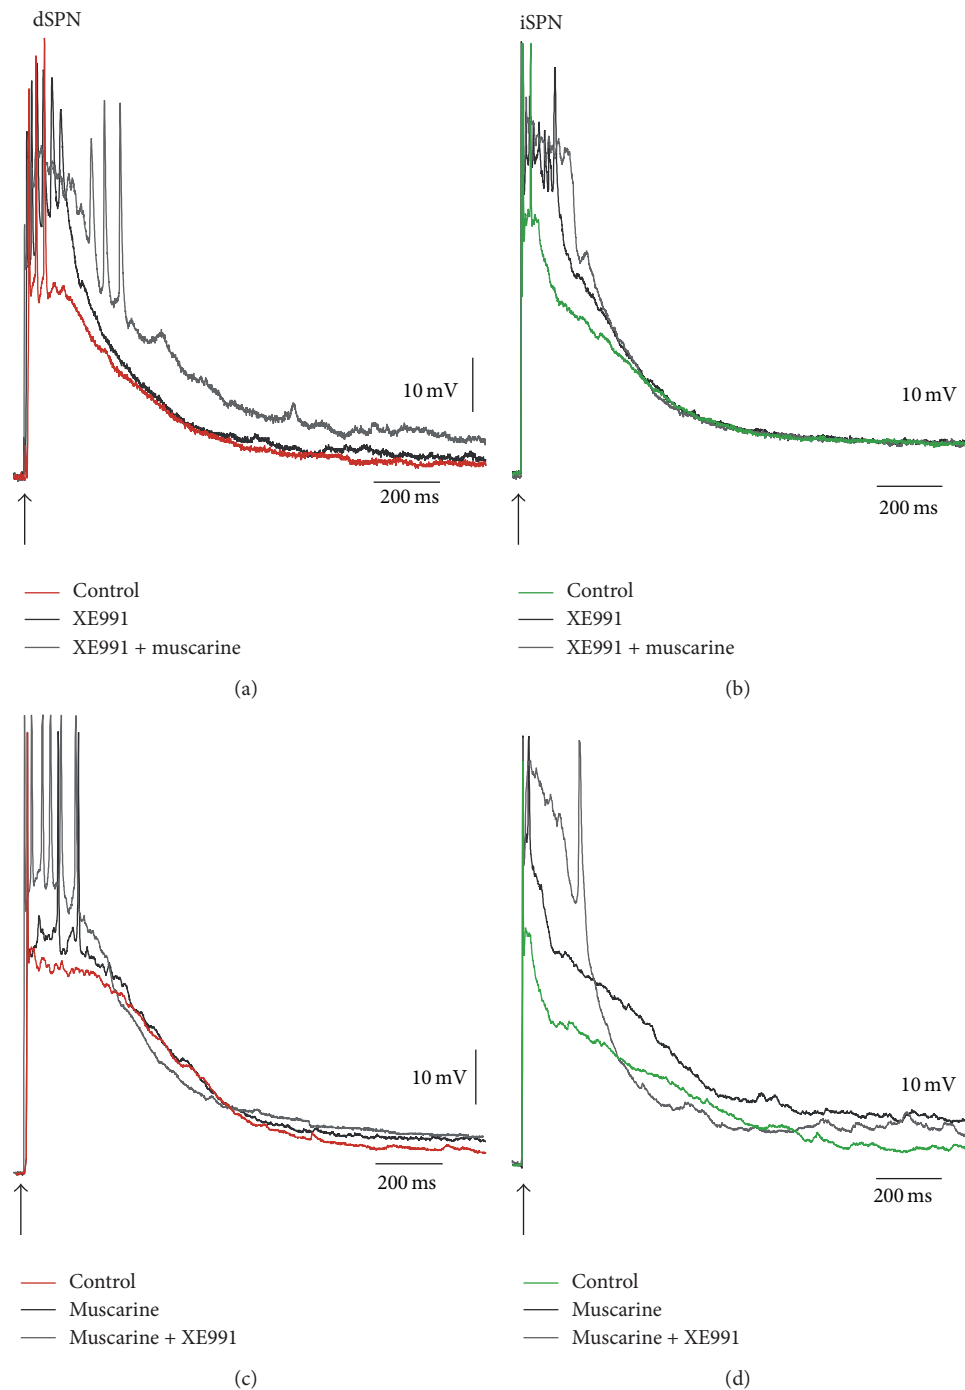 dSPN
iSPN
10 mV
10 mV
200 ms
200 ms
Control
XE991
XE991 + muscarine
Control
XE991
XE991 + muscarine
(a)
(b)
10 mV
10 mV
200 ms
200 ms
Control
Muscarine
Muscarine + XE991
Control
Muscarine
Muscarine + XE991
(c)
(d)